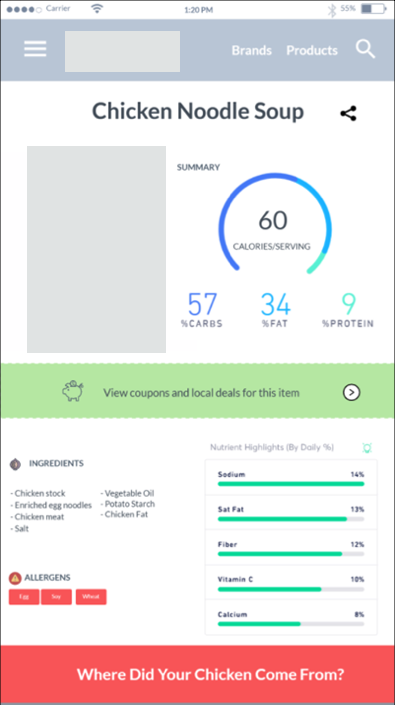 Carrier 1:20 PM 55%
Brands Products
Chicken Noodle Soup
SUMMARY
60
CALORIES/SERVING
57 34 9
%CARBS %FAT %PROTEIN
View coupons and local deals for this item
INGREDIENTS
- Chicken stock
- Enriched egg noodles
- Chicken meat
- Salt
- Vegetable Oil
- Potato Starch
- Chicken Fat
ALLERGENS
Egg Soy Wheat
Nutrient Highlights (By Daily %)
Sodium 14%
Sat Fat 13%
Fiber 12%
Vitamin C 10%
Calcium 8%
Where Did Your Chicken Come From?